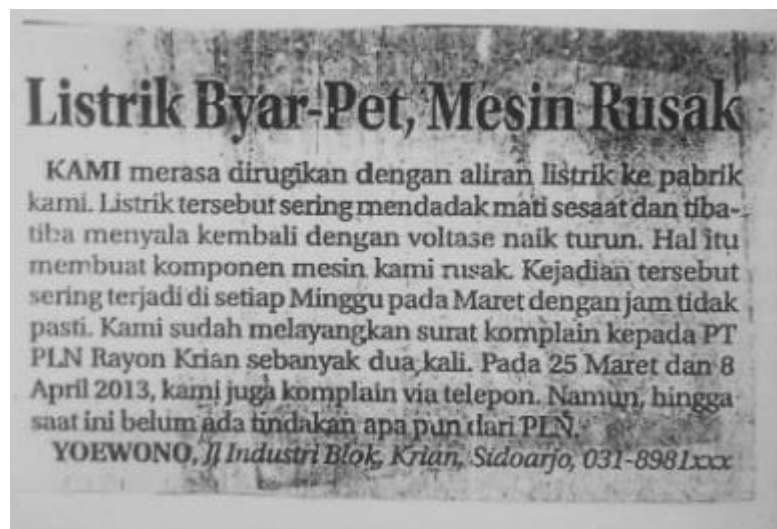 Listrik Byar-Pet, Mesin Rusak
KAMI merasa dirugikan dengan aliran listrik ke pabrik
kami. Listrik tersebut sering mendadak mati sesaat dan tiba-
tiba menyala kembali dengan voltase naik turun. Hal itu
membuat komponen mesin kami rusak. Kejadian tersebut
sering terjadi di setiap Minggu pada Maret dengan jam tidak
pasti. Kami sudah melayangkan surat komplain kepada PT
PLN Rayon Krian sebanyak dua kali. Pada 25 Maret dan 8
April 2013, kami juga komplain via telepon. Namun, hingga
saat ini belum ada tindakan apa pun dari PLN.
YOEWONO, Jl Industri Blok, Krian, Sidoarjo, 031-8981xxx